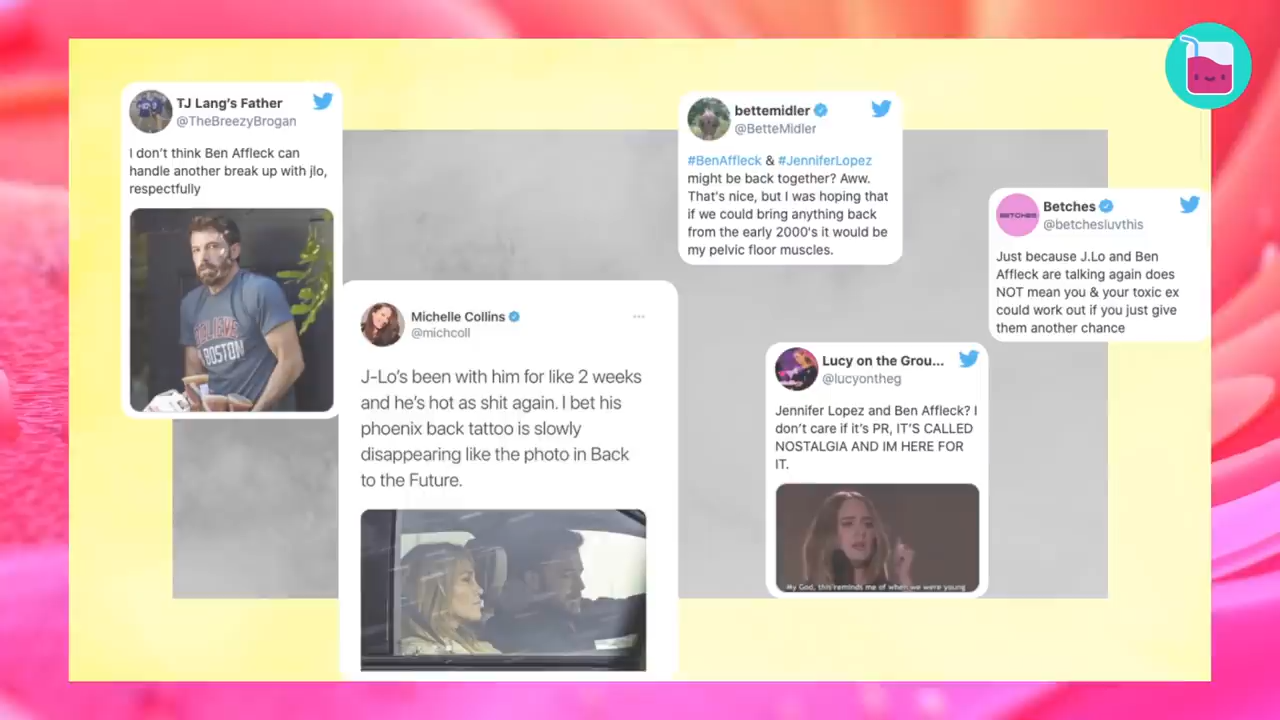 TJ Lang's Father
@TheBreezyBrogan
I don't think Ben Affleck can
handle another break up with jlo,
respectfully
BOSTON
Michelle Collins
@michcoll
J-Lo's been with him for like 2 weeks
and he's hot as shit again. I bet his
phoenix back tattoo is slowly
disappearing like the photo in Back
to the Future.
bettemidler
@BetteMidler
#BenAffleck & #JenniferLopez
might be back together? Aww.
That's nice, but I was hoping that
if we could bring anything back
from the early 2000's it would be
my pelvic floor muscles.
Lucy on the Grou...
@lucyontheg
Jennifer Lopez and Ben Affleck? I
don't care if it's PR, IT'S CALLED
NOSTALGIA AND IM HERE FOR
IT.
My God, this reminds me of when we were young
BETCHES
Betches
@betchesluvthis
Just because J.Lo and Ben
Affleck are talking again does
NOT mean you & your toxic ex
could work out if you just give
them another chance